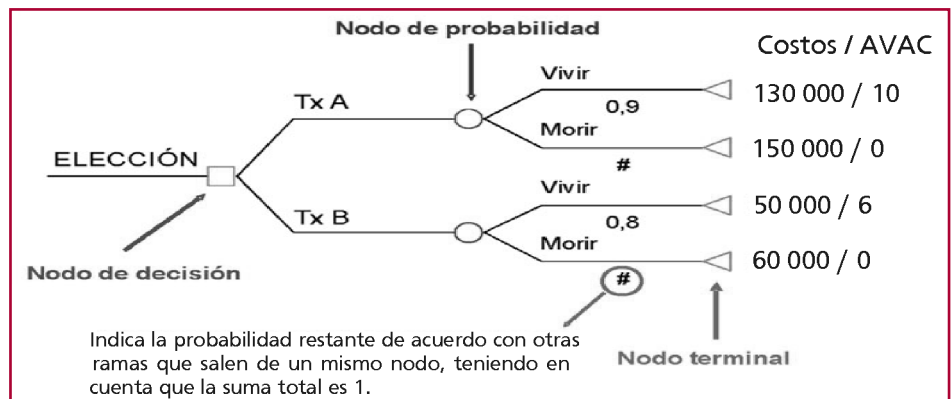 Nodo de probabilidad
Costos / AVAC
Vivir
130 000 / 10
Tx A
0,9
Morir
150 000 / 0
#
ELECCIÓN
Vivir
50 000 / 6
Tx B
0,8
Morir
60 000 / 0
#
Nodo de decisión
Indica la probabilidad restante de acuerdo con otras
ramas que salen de un mismo nodo, teniendo en
cuenta que la suma total es 1.
Nodo terminal